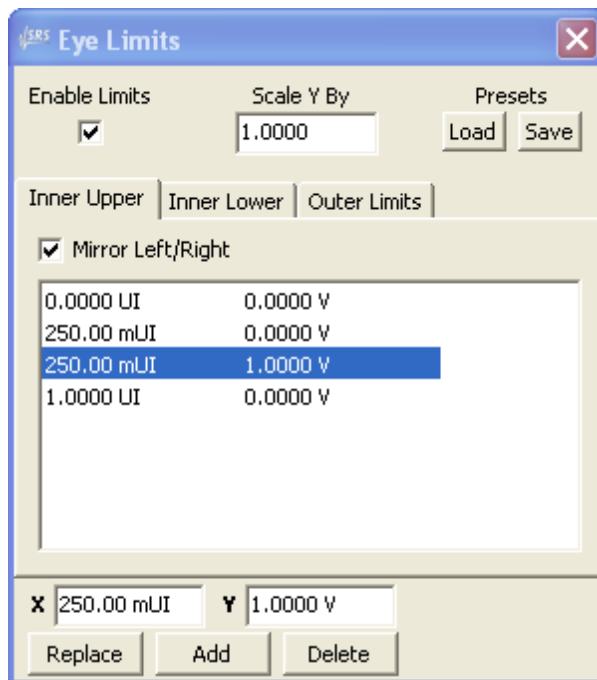 SRS Eye Limits
Enable Limits Scale Y By Presets
1.0000 Load Save
Inner Upper Inner Lower Outer Limits
Mirror Left/Right
0.0000 UI 0.0000 V
250.00 mUI 0.0000 V
250.00 mUI 1.0000 V
1.0000 UI 0.0000 V
X 250.00 mUI Y 1.0000 V
Replace Add Delete